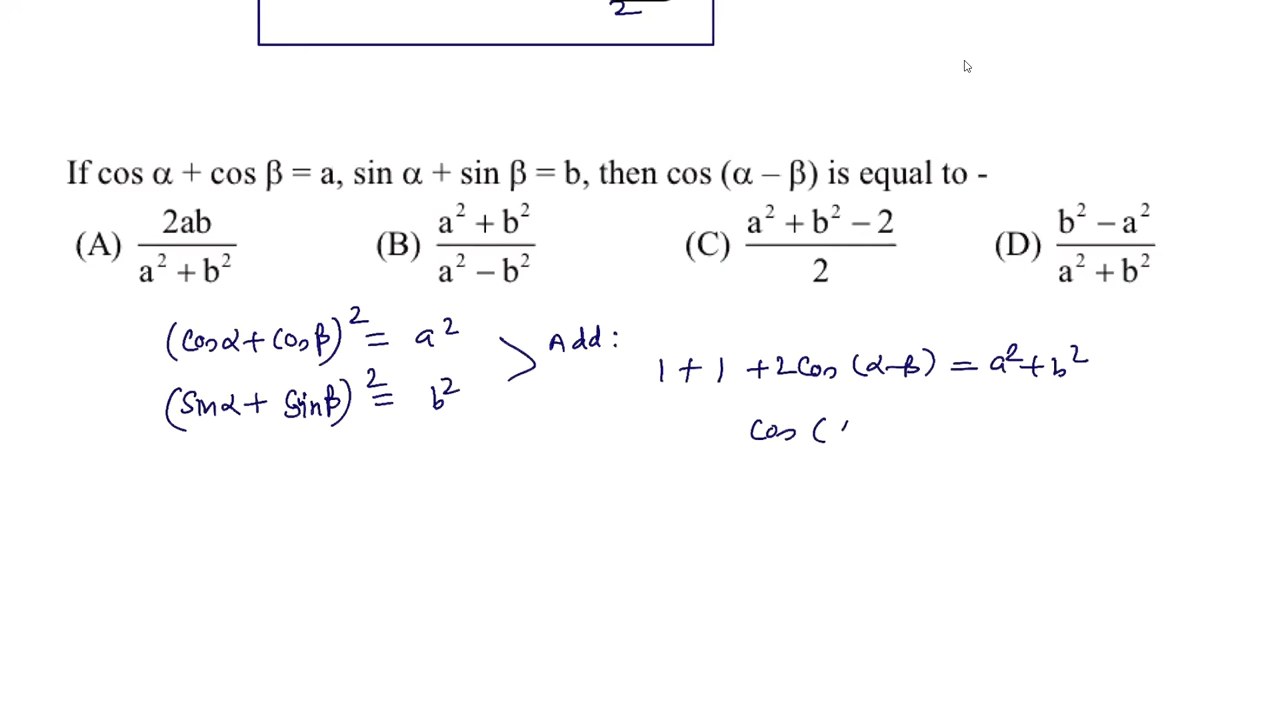 2
If cos α + cos β = a, sin α + sin β = b, then cos (α – β) is equal to -
(A) 2ab / (a² + b²) (B) (a² + b²) / (a² – b²) (C) (a² + b² – 2) / 2 (D) (b² – a²) / (a² + b²)
(cosα + cosβ)² = a²
(sinα + sinβ)² = b²
Add:
1 + 1 + 2cos (α-β) = a² + b²
cos (